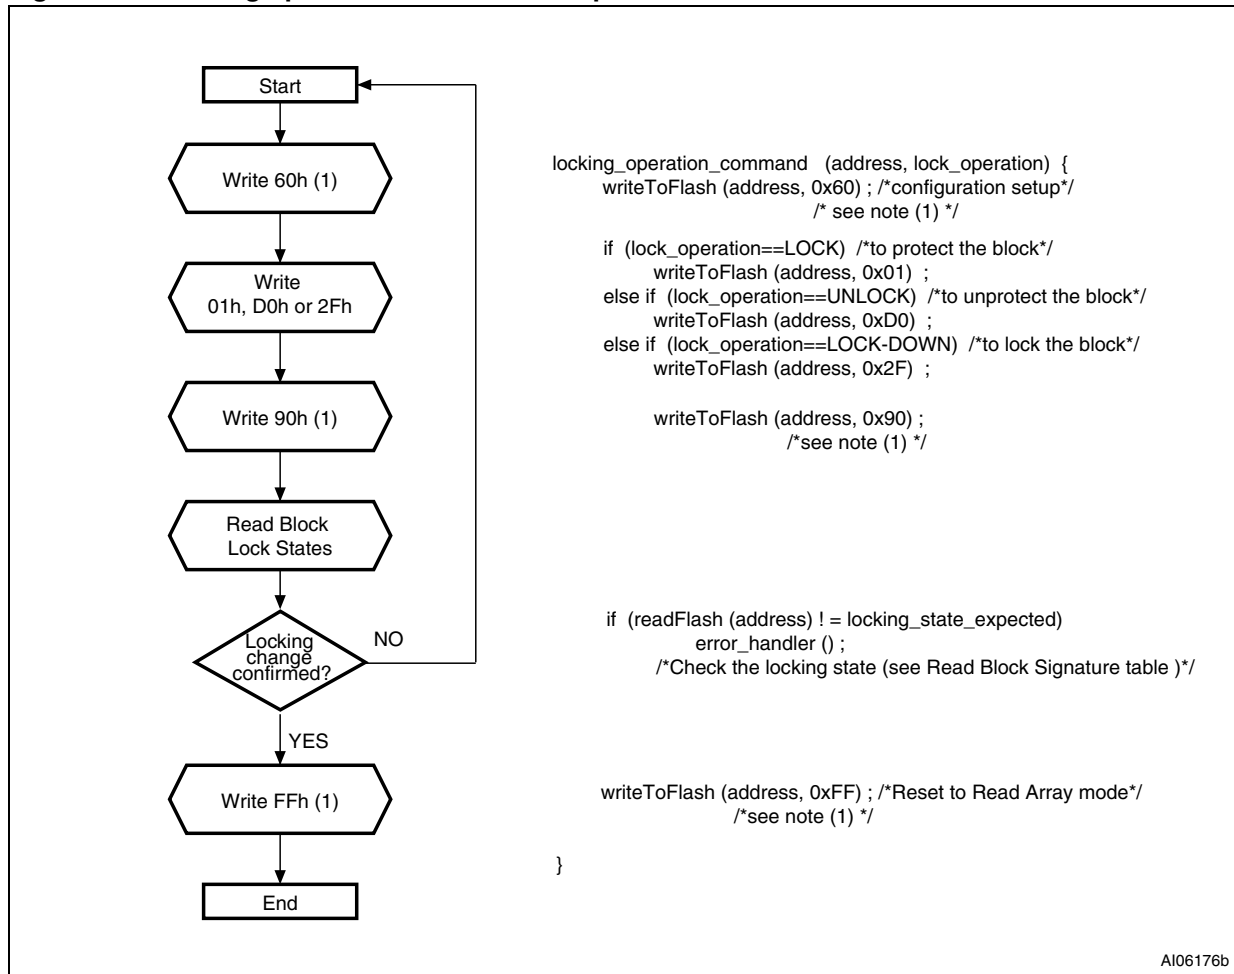 Start
Write 60h (1)
Write
01h, D0h or 2Fh
Write 90h (1)
Read Block
Lock States
Locking
change
confirmed?
NO
YES
Write FFh (1)
End
locking_operation_command (address, lock_operation) {
writeToFlash (address, 0x60) ; /*configuration setup*/
/* see note (1) */
if (lock_operation==LOCK) /*to protect the block*/
writeToFlash (address, 0x01) ;
else if (lock_operation==UNLOCK) /*to unprotect the block*/
writeToFlash (address, 0xD0) ;
else if (lock_operation==LOCK-DOWN) /*to lock the block*/
writeToFlash (address, 0x2F) ;
writeToFlash (address, 0x90) ;
/*see note (1) */
if (readFlash (address) ! = locking_state_expected)
error_handler () ;
/*Check the locking state (see Read Block Signature table )*/
writeToFlash (address, 0xFF) ; /*Reset to Read Array mode*/
/*see note (1) */
}
AI06176b